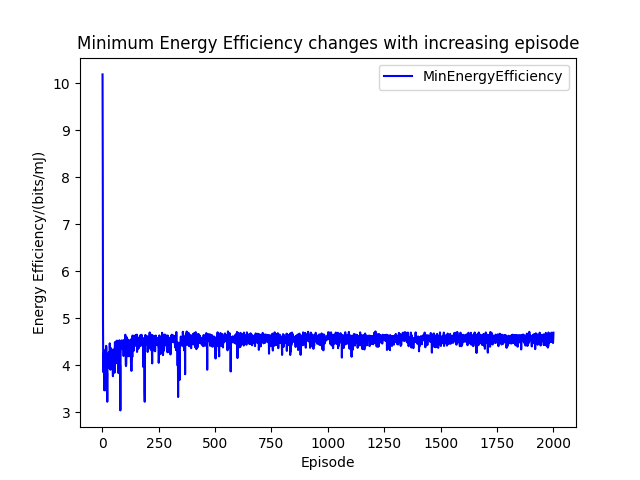 Minimum Energy Efficiency changes with increasing episode
MinEnergyEfficiency
10
9
8
7
6
5
4
3
Energy Efficiency/(bits/mJ)
0 250 500 750 1000 1250 1500 1750 2000
Episode